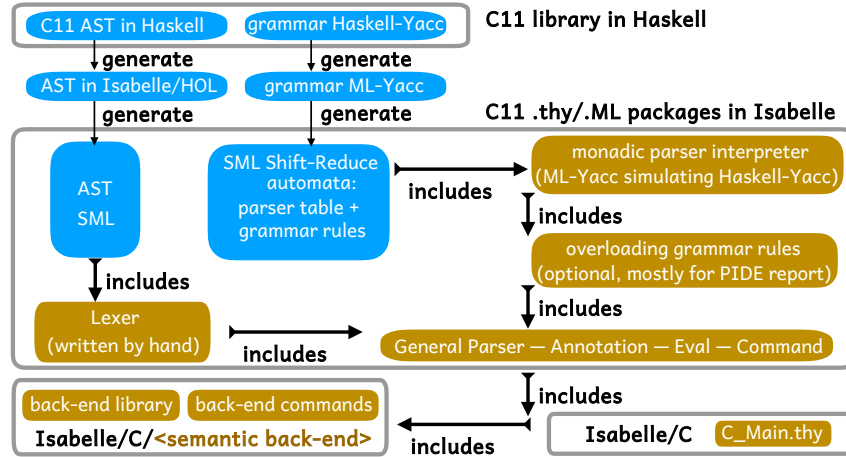 C11 AST in Haskell
grammar Haskell-Yacc
C11 library in Haskell
generate
generate
AST in Isabelle/HOL
grammar ML-Yacc
generate
generate
C11 .thy/.ML packages in Isabelle
AST
SML
SML Shift-Reduce
automata:
parser table +
grammar rules
includes
monadic parser interpreter
(ML-Yacc simulating Haskell-Yacc)
includes
overloading grammar rules
(optional, mostly for PIDE report)
includes
includes
Lexer
(written by hand)
includes
General Parser — Annotation — Eval — Command
includes
back-end library
back-end commands
Isabelle/C/<semantic back-end>
includes
Isabelle/C
C_Main.thy